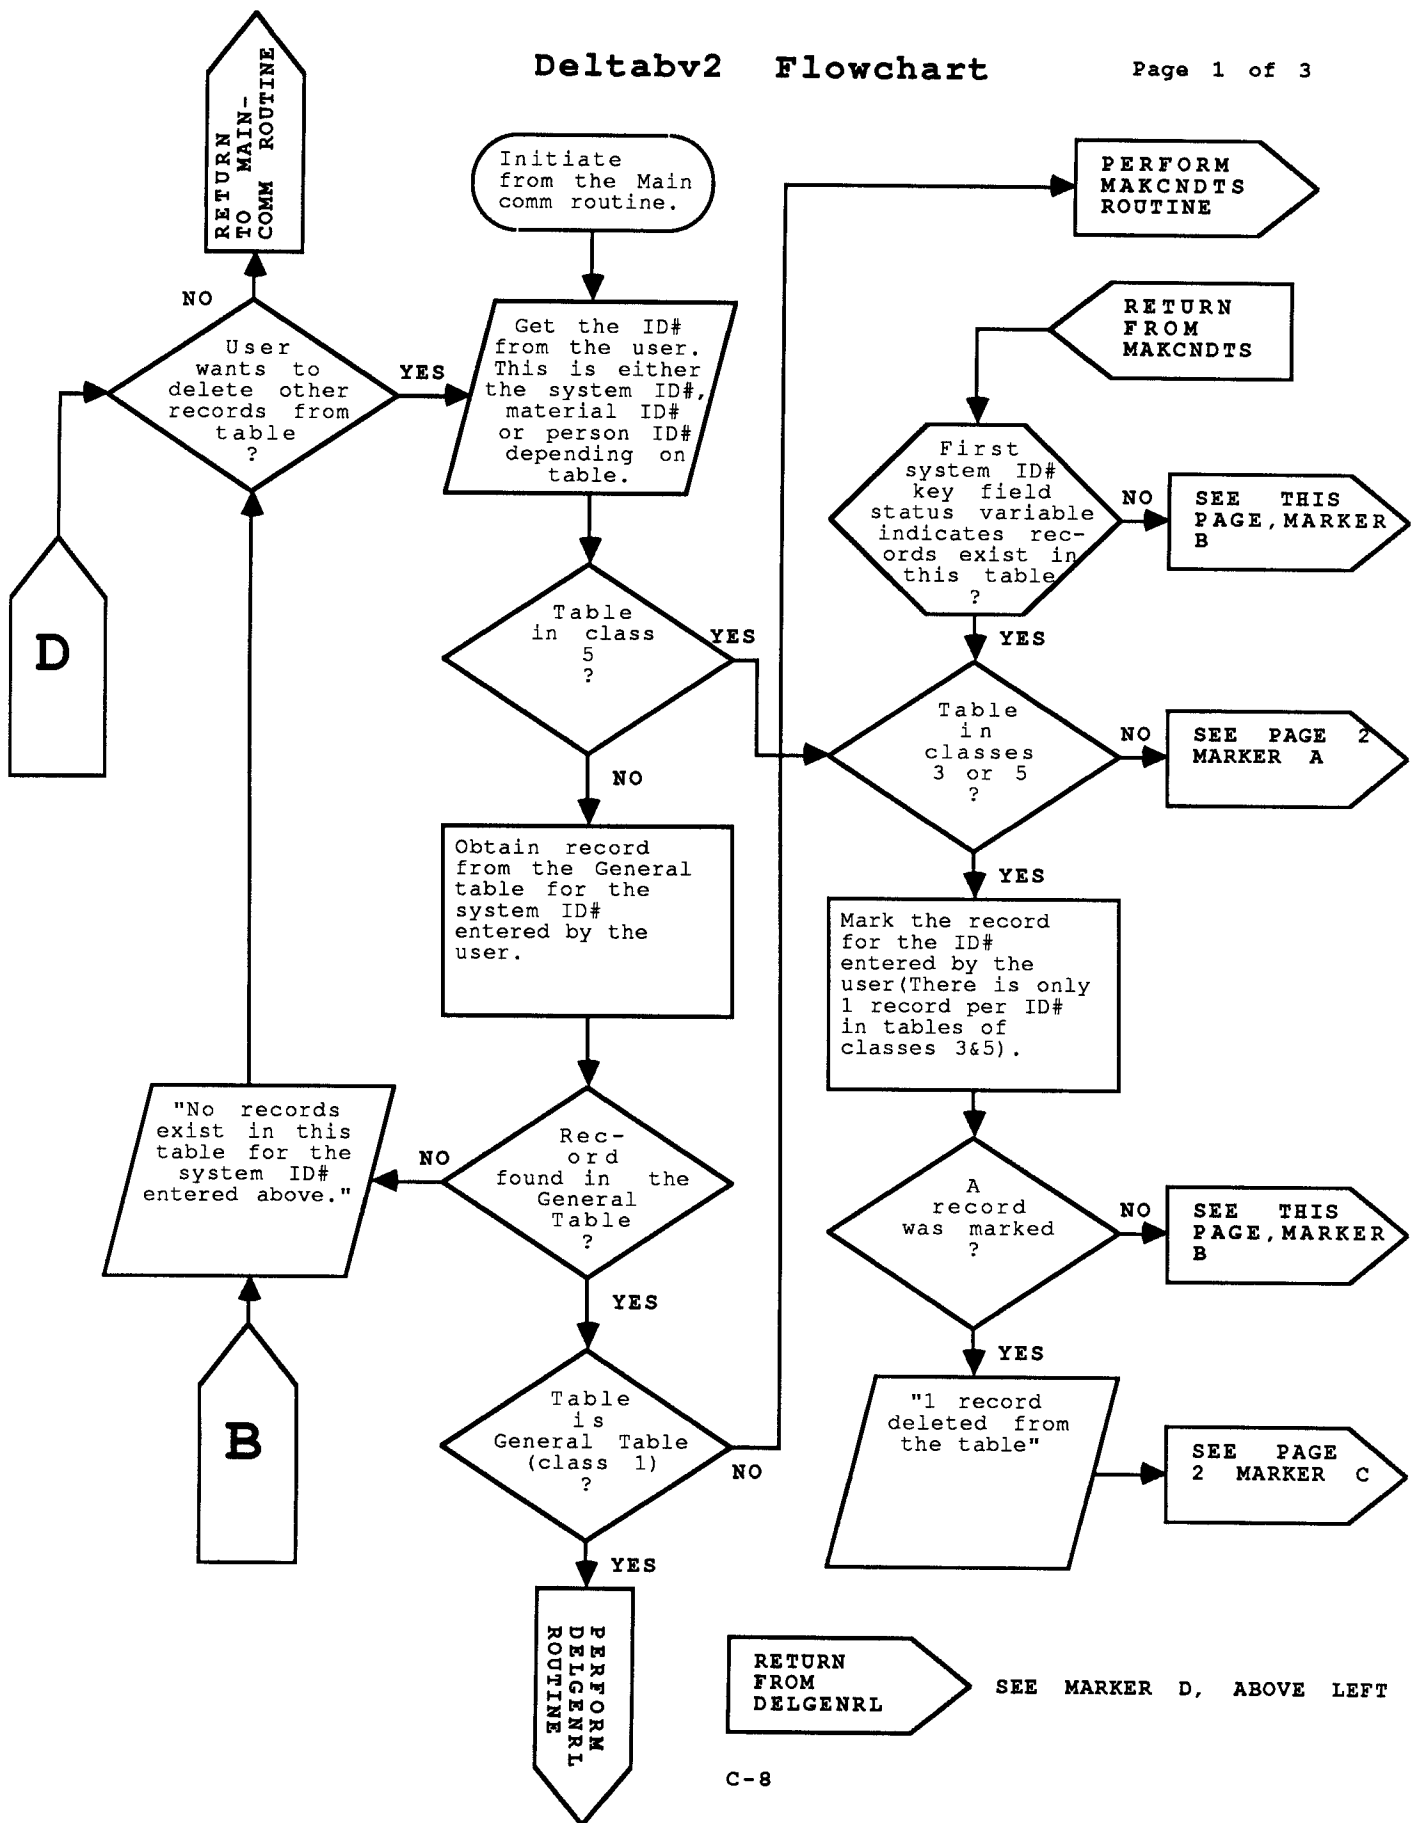 Deltabv2 Flowchart
Page 1 of 3
RETURN
TO MAIN-
COMM ROUTINE
Initiate
from the Main
comm routine.
PERFORM
MAKCNDTS
ROUTINE
NO
User
wants to
delete other
records from
table
?
YES
Get the ID#
from the user.
This is either
the system ID#,
material ID#
or person ID#
depending on
table.
RETURN
FROM
MAKCNDTS
First
system ID#
key field
status variable
indicates rec-
ords exist in
this table
?
NO
SEE THIS
PAGE, MARKER
B
YES
D
Table
in class
5
?
YES
NO
Table
in
classes
3 or 5
?
NO
SEE PAGE 2
MARKER A
YES
Obtain record
from the General
table for the
system ID#
entered by the
user.
Mark the record
for the ID#
entered by the
user(There is only
1 record per ID#
in tables of
classes 3&5).
"No records
exist in this
table for the
system ID#
entered above."
NO
Rec-
ord
found in the
General
Table
?
YES
A
record
was marked
?
NO
SEE THIS
PAGE, MARKER
B
YES
B
Table
is
General Table
(class 1)
?
NO
YES
"1 record
deleted from
the table"
SEE PAGE
2 MARKER C
PERFORM
DELGENRL
ROUTINE
RETURN
FROM
DELGENRL
SEE MARKER D, ABOVE LEFT
C-8